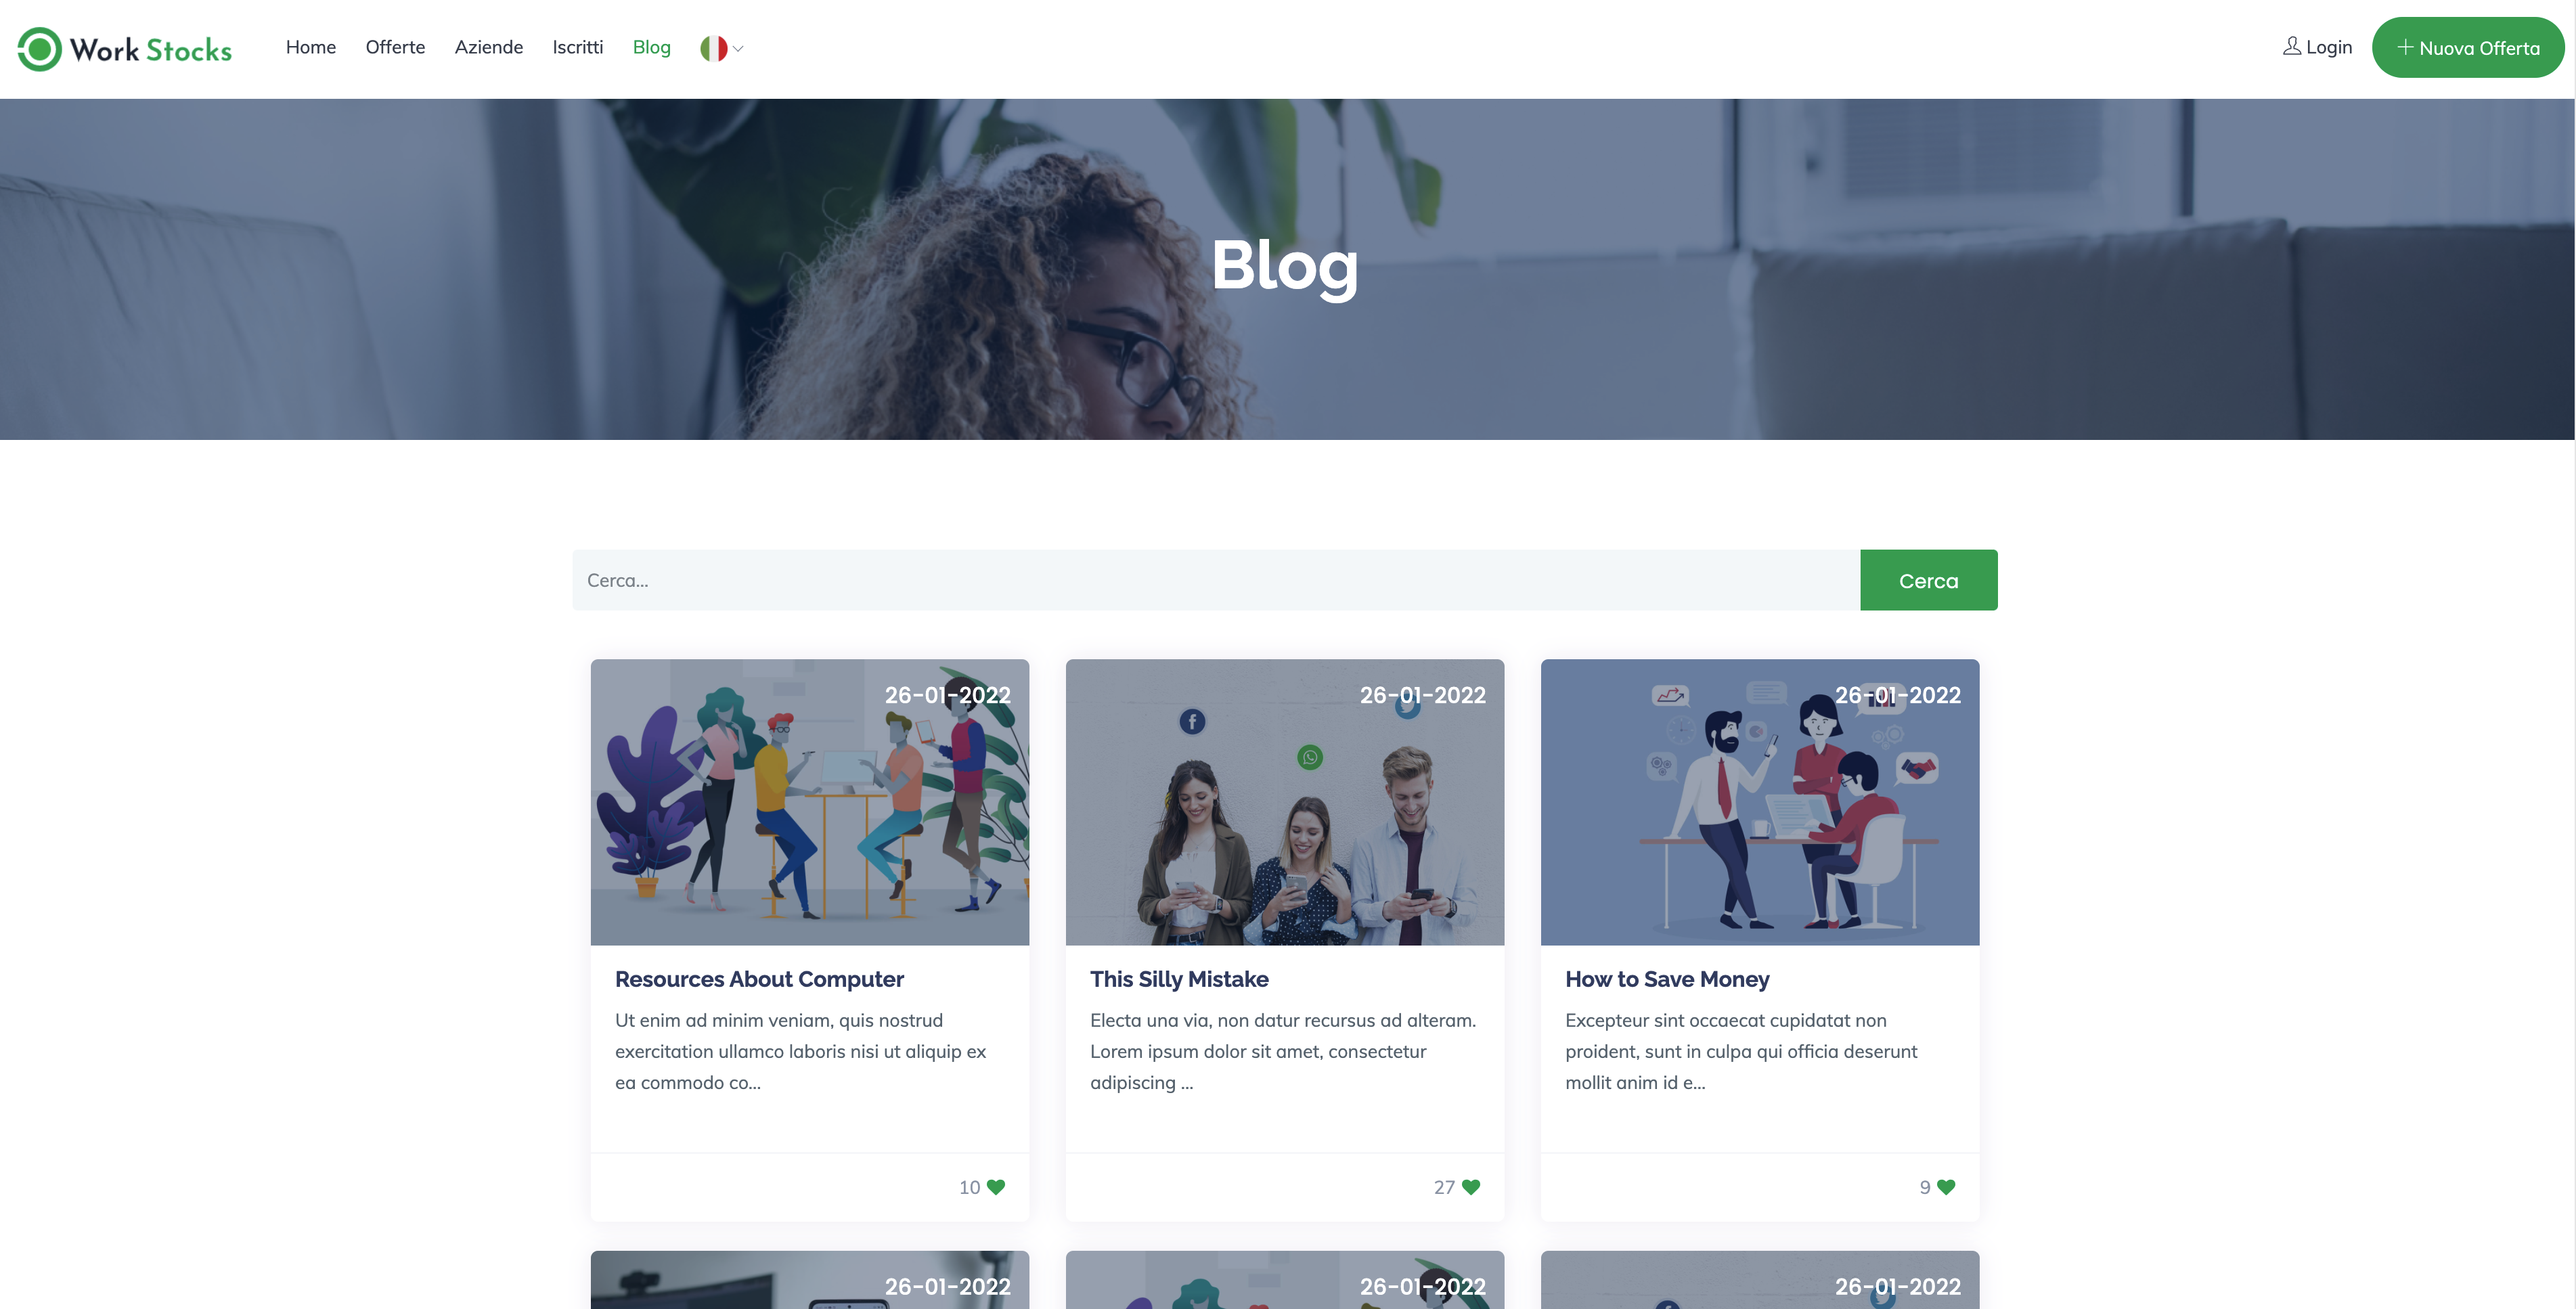 Work Stocks
Home Offerte Aziende Iscritti Blog
Login
Nuova Offerta
Blog
Cerca...
Cerca
26-01-2022
Resources About Computer
Ut enim ad minim veniam, quis nostrud
exercitation ullamco laboris nisi ut aliquip ex
ea commodo co...
10
26-01-2022
This Silly Mistake
Electa una via, non datur recursus ad alteram.
Lorem ipsum dolor sit amet, consectetur
adipiscing ...
27
26-01-2022
How to Save Money
Excepteur sint occaecat cupidatat non
proident, sunt in culpa qui officia deserunt
mollit anim id e...
9
26-01-2022
26-01-2022
26-01-2022